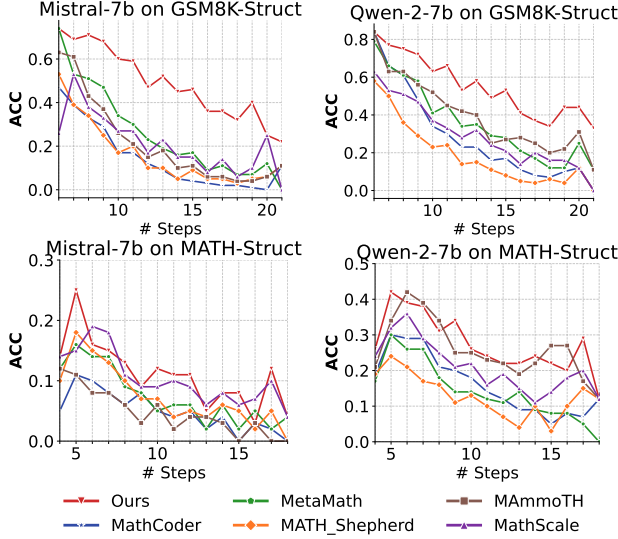 Mistral-7b on GSM8K-Struct
Qwen-2-7b on GSM8K-Struct
ACC
0.6
0.4
0.2
0.0
10
15
20
# Steps
ACC
0.8
0.6
0.4
0.2
0.0
10
15
20
# Steps
Mistral-7b on MATH-Struct
Qwen-2-7b on MATH-Struct
ACC
0.3
0.2
0.1
0.0
5
10
15
# Steps
ACC
0.5
0.4
0.3
0.2
0.1
0.0
5
10
15
# Steps
Ours
MetaMath
MAmmoTH
MathCoder
MATH_Shepherd
MathScale